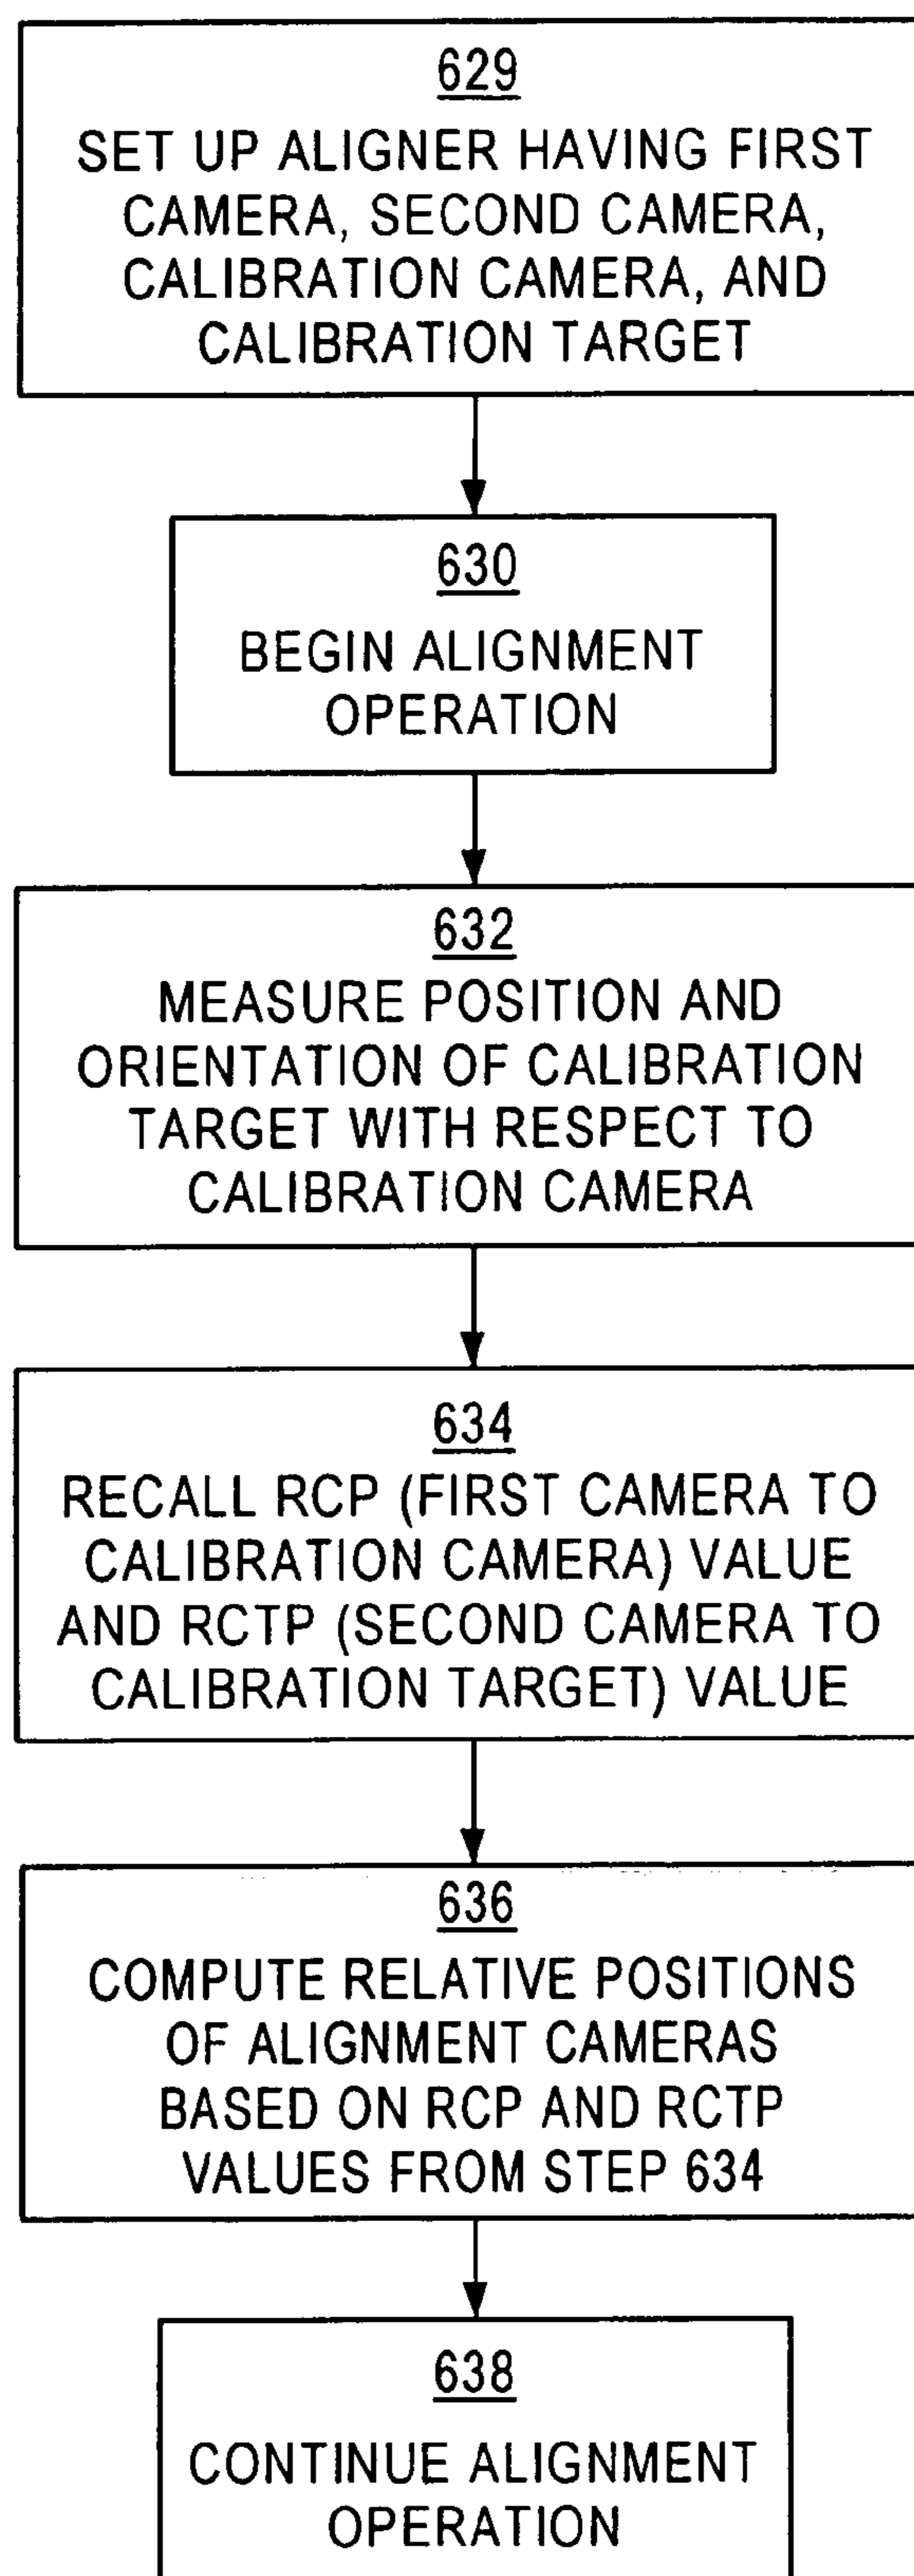 629
SET UP ALIGNER HAVING FIRST
CAMERA, SECOND CAMERA,
CALIBRATION CAMERA, AND
CALIBRATION TARGET
630
BEGIN ALIGNMENT
OPERATION
632
MEASURE POSITION AND
ORIENTATION OF CALIBRATION
TARGET WITH RESPECT TO
CALIBRATION CAMERA
634
RECALL RCP (FIRST CAMERA TO
CALIBRATION CAMERA) VALUE
AND RCTP (SECOND CAMERA TO
CALIBRATION TARGET) VALUE
636
COMPUTE RELATIVE POSITIONS
OF ALIGNMENT CAMERAS
BASED ON RCP AND RCTP
VALUES FROM STEP 634
638
CONTINUE ALIGNMENT
OPERATION